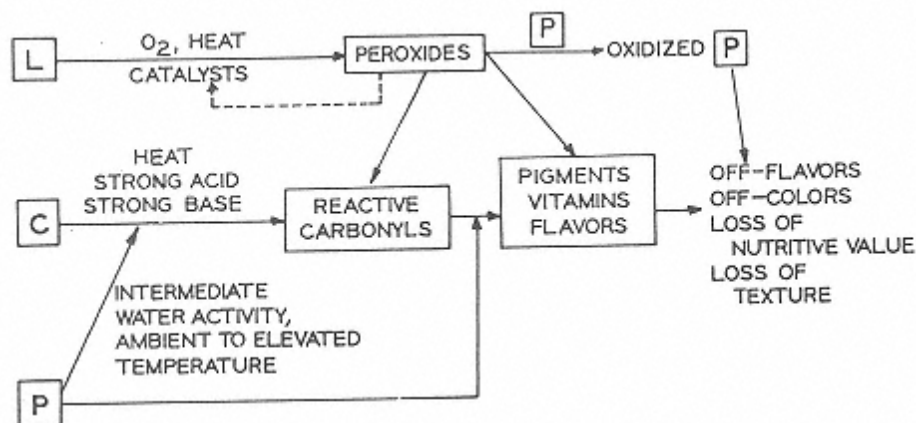 L
O2, HEAT
CATALYSTS
PEROXIDES
P
OXIDIZED P
HEAT
STRONG ACID
STRONG BASE
C
REACTIVE
CARBONYLS
PIGMENTS
VITAMINS
FLAVORS
OFF-FLAVORS
OFF-COLORS
LOSS OF
NUTRITIVE VALUE
LOSS OF
TEXTURE
INTERMEDIATE
WATER ACTIVITY,
AMBIENT TO ELEVATED
TEMPERATURE
P